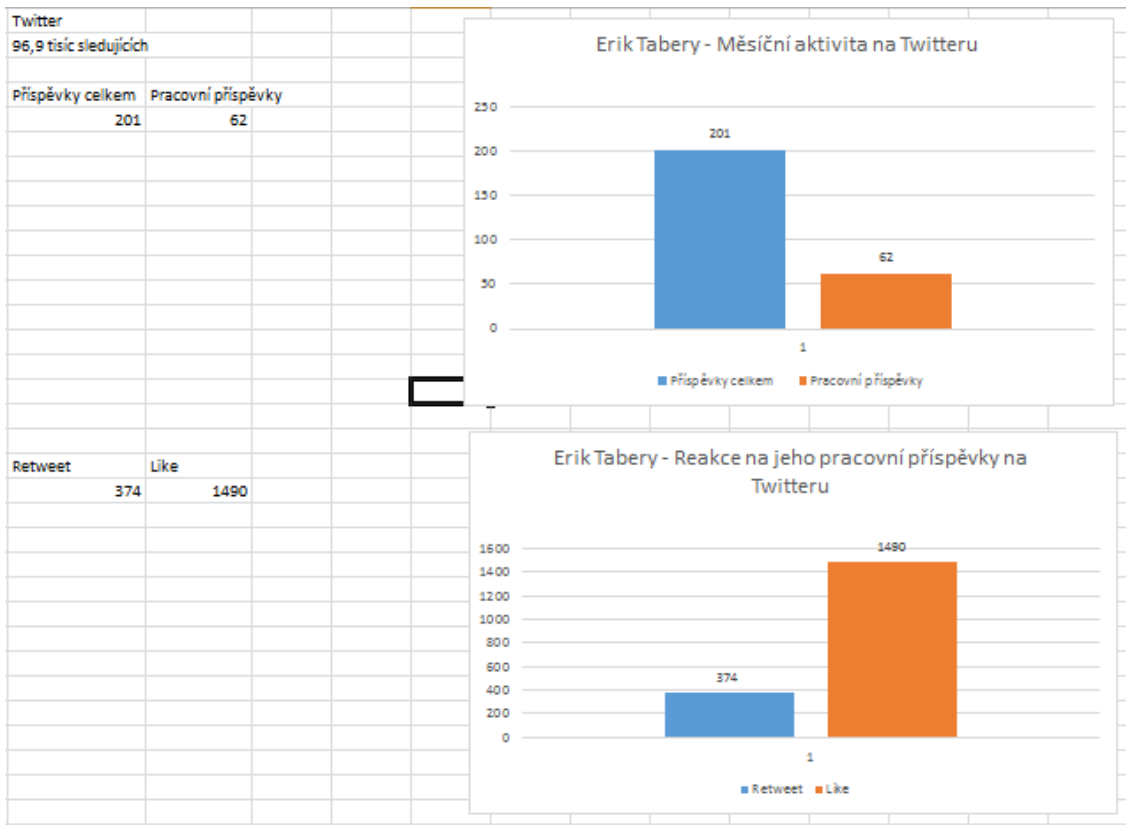 Twitter
96,9 tisíc sledujících
Příspěvky celkem Pracovní příspěvky
201 62
Erik Tabery - Měsíční aktivita na Twitteru
250
200
150
100
50
0
201
62
1
Příspěvky celkem Pracovní příspěvky
Retweet Like
374 1490
Erik Tabery - Reakce na jeho pracovní příspěvky na
Twitteru
1600
1400
1200
1000
800
600
400
200
0
374
1490
1
Retweet Like